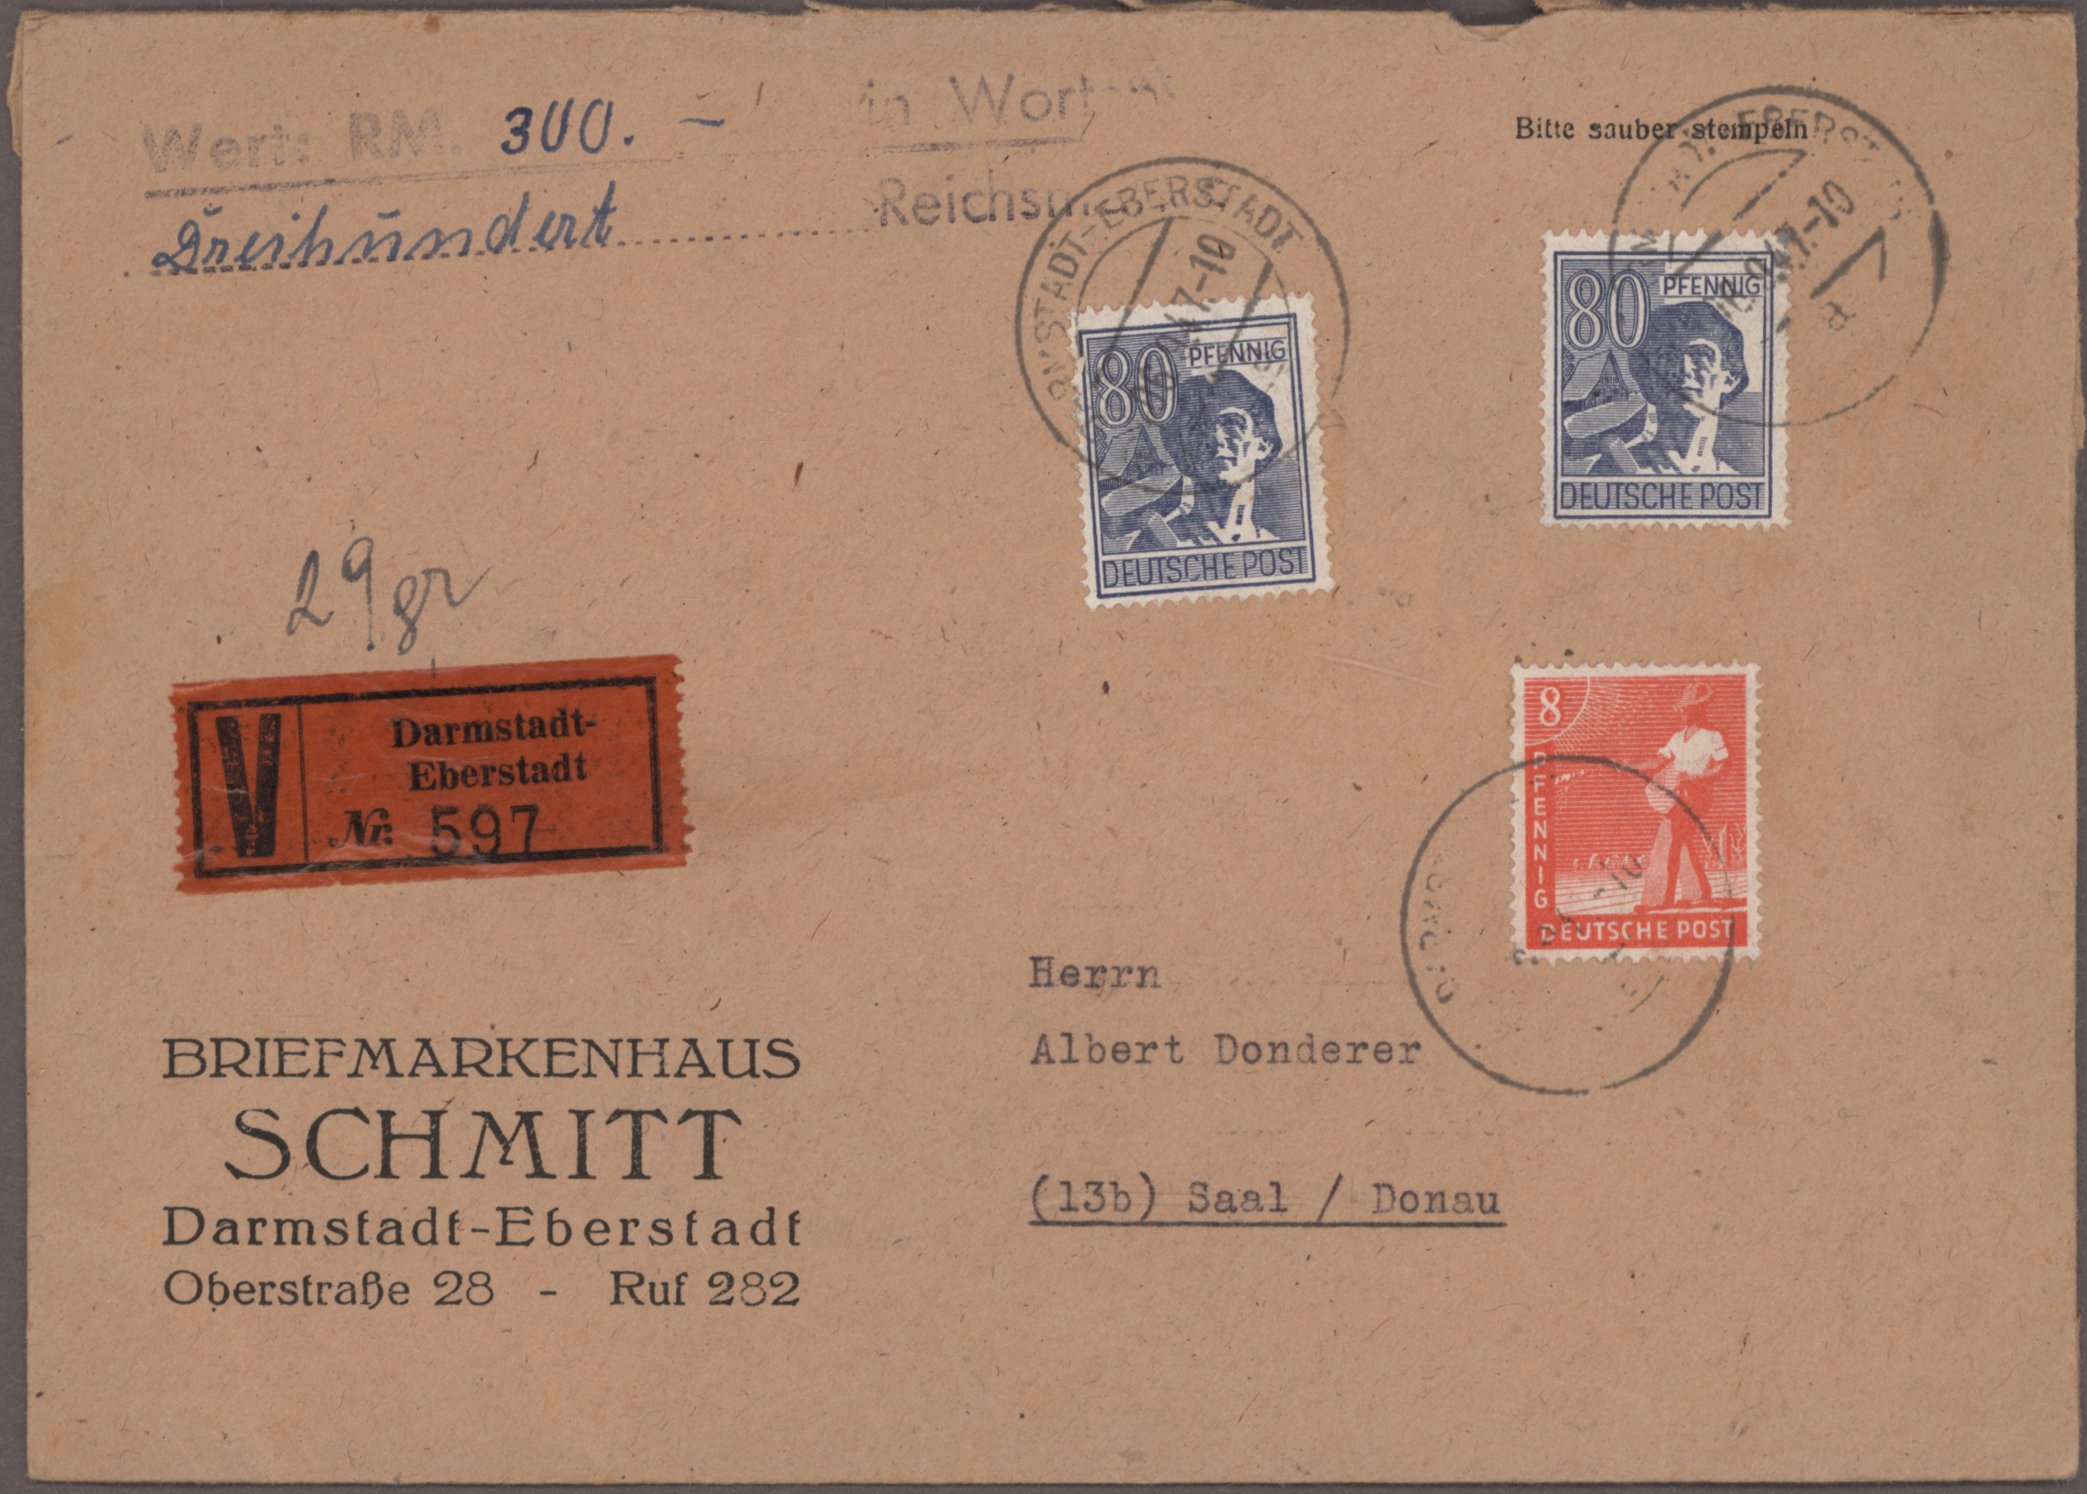 Wert: RM. 300.-
in Wort
Dreihundert
Bitte sauber stempeln
EBERSTADT
-10
80
PFENNIG
DEUTSCHE POST
80
PFENNIG
DEUTSCHE POST
29 gr
V
Darmstadt-
Eberstadt
Nr. 597
8
PFENNIG
DEUTSCHE POST
Herrn
Albert Donderer
(13b) Saal / Donau
BRIEFMARKENHAUS
SCHMITT
Darmstadt-Eberstadt
Oberstraße 28 - Ruf 282